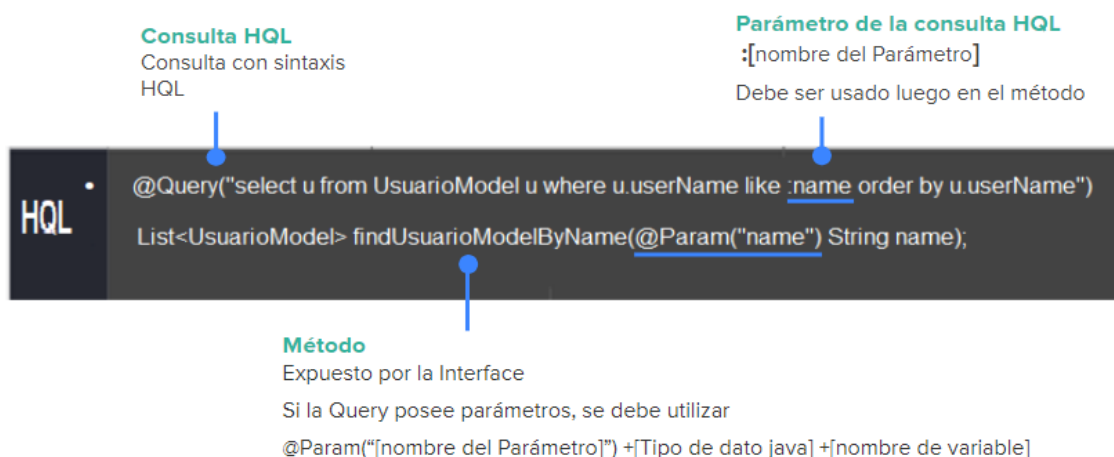 Consulta HQL
Consulta con sintaxis
HQL
Parámetro de la consulta HQL
:[nombre del Parámetro]
Debe ser usado luego en el método
HQL
@Query("select u from UsuarioModel u where u.userName like :name order by u.userName")
List<UsuarioModel> findUsuarioModelByName(@Param("name") String name);
Método
Expuesto por la Interface
Si la Query posee parámetros, se debe utilizar
@Param(“[nombre del Parámetro]”) +[Tipo de dato java] +[nombre de variable]